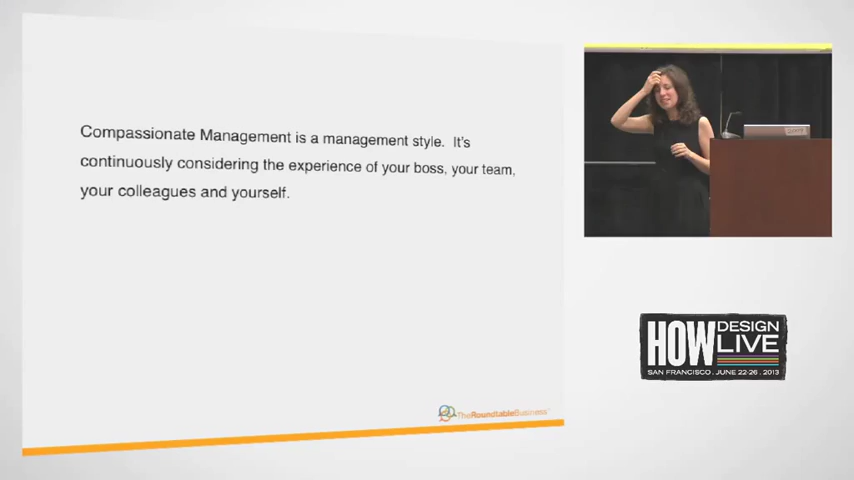 Compassionate Management is a management style.  It's
continuously considering the experience of your boss, your team,
your colleagues and yourself.
TheRoundtableBusiness
HOW DESIGN LIVE
SAN FRANCISCO . JUNE 22-26 . 2013